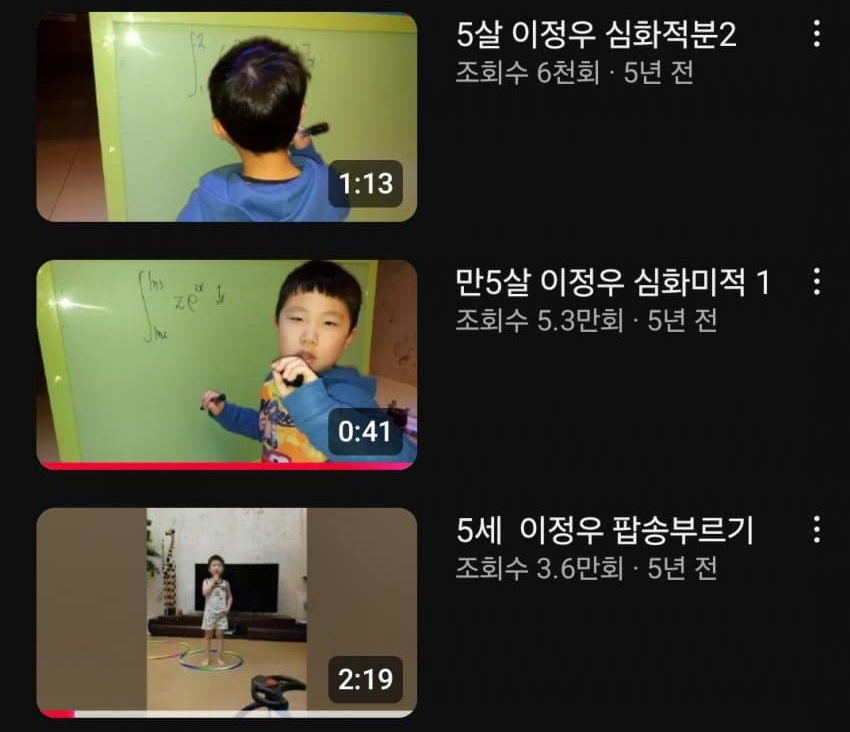 5살 이정우 심화적분2
조회수 6천회 · 5년 전
1:13
만5살 이정우 심화미적 1
조회수 5.3만회 · 5년 전
0:41
5세 이정우 팝송부르기
조회수 3.6만회 · 5년 전
2:19